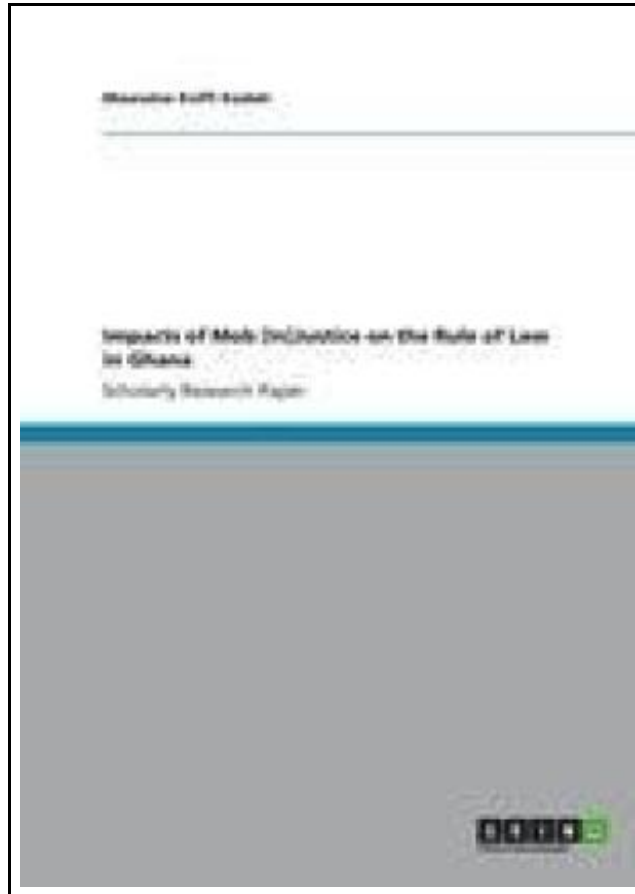 Impacts of Mob [In]Justice on the Rule of Law
in Ghana
Scholarly Research Paper
GRIN